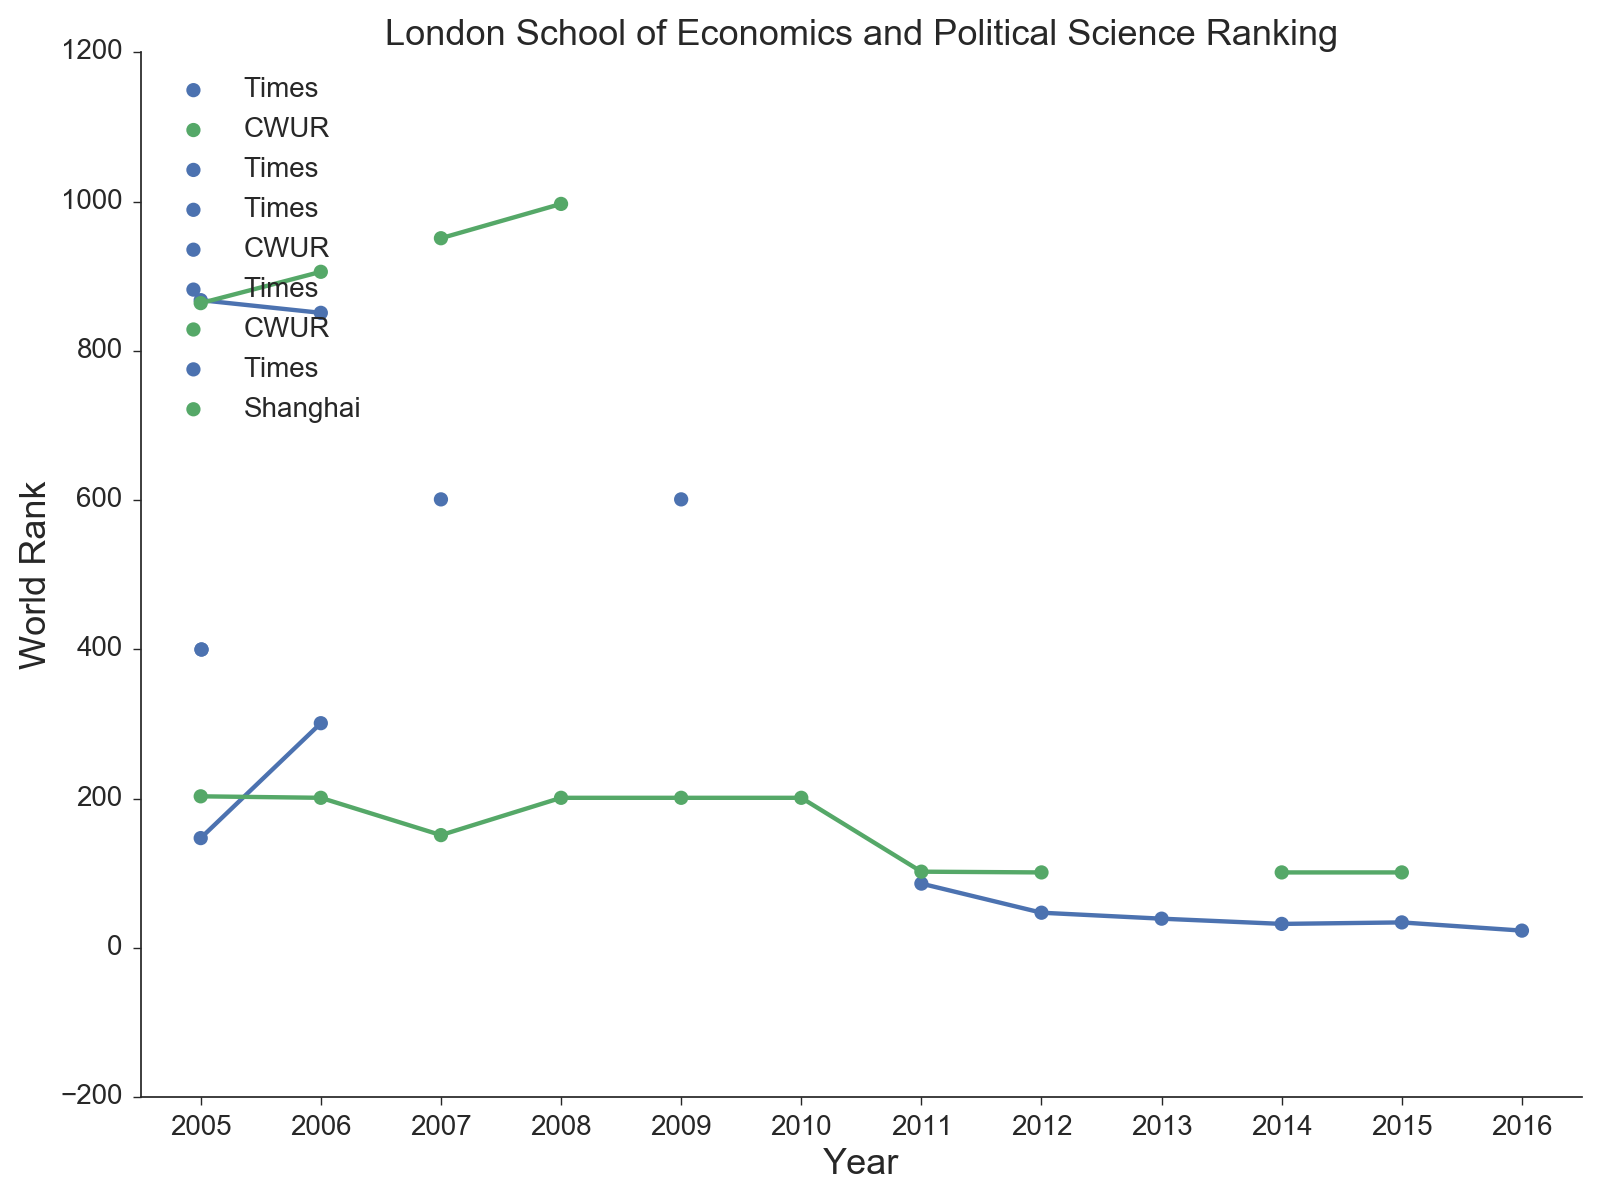 London School of Economics and Political Science Ranking
1200
1000
800
600
400
200
0
−200
World Rank
Times
CWUR
Times
Times
CWUR
Times
CWUR
Times
Shanghai
2005 2006 2007 2008 2009 2010 2011 2012 2013 2014 2015 2016
Year